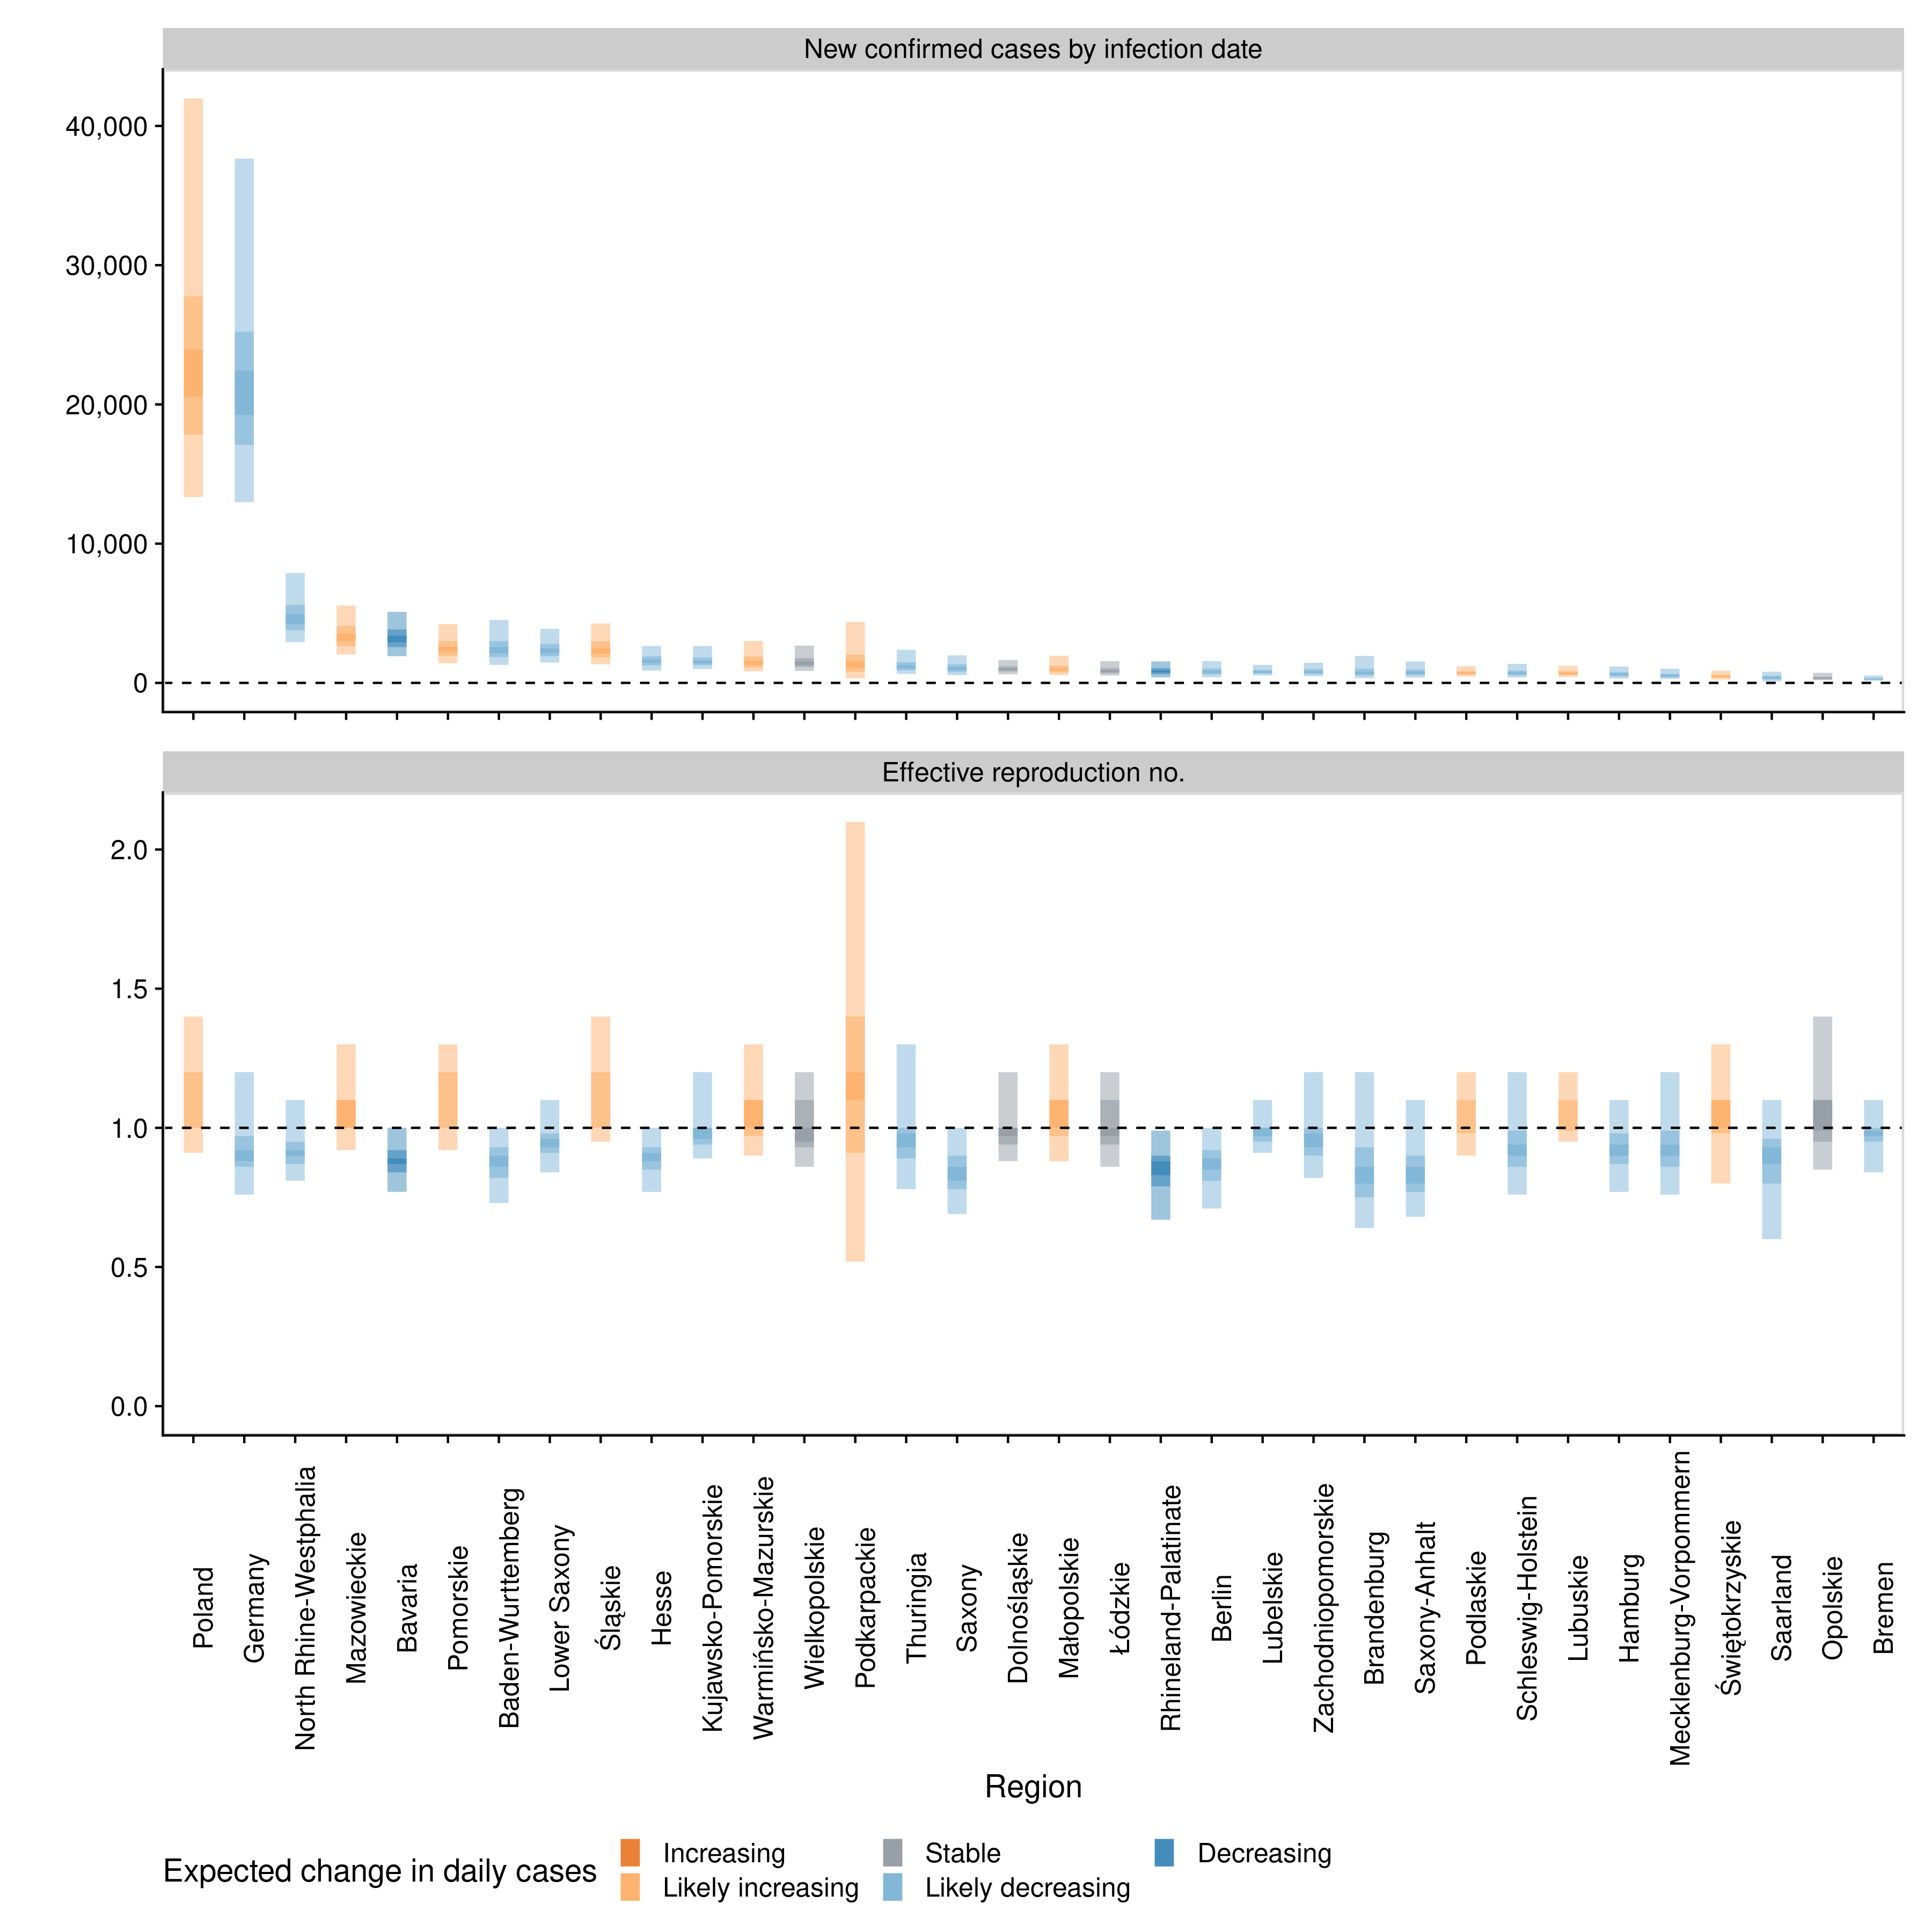 New confirmed cases by infection date
40,000
30,000
20,000
10,000
0
Effective reproduction no.
2.0
1.5
1.0
0.5
0.0
Poland
Germany
North Rhine-Westphalia
Mazowieckie
Bavaria
Pomorskie
Baden-Wurttemberg
Lower Saxony
Śląskie
Hesse
Kujawsko-Pomorskie
Warmińsko-Mazurskie
Wielkopolskie
Podkarpackie
Thuringia
Saxony
Dolnośląskie
Małopolskie
Łódzkie
Rhineland-Palatinate
Berlin
Lubelskie
Zachodniopomorskie
Brandenburg
Saxony-Anhalt
Podlaskie
Schleswig-Holstein
Lubuskie
Hamburg
Mecklenburg-Vorpommern
Świętokrzyskie
Saarland
Opolskie
Bremen
Region
Expected change in daily cases
Increasing
Likely increasing
Stable
Likely decreasing
Decreasing